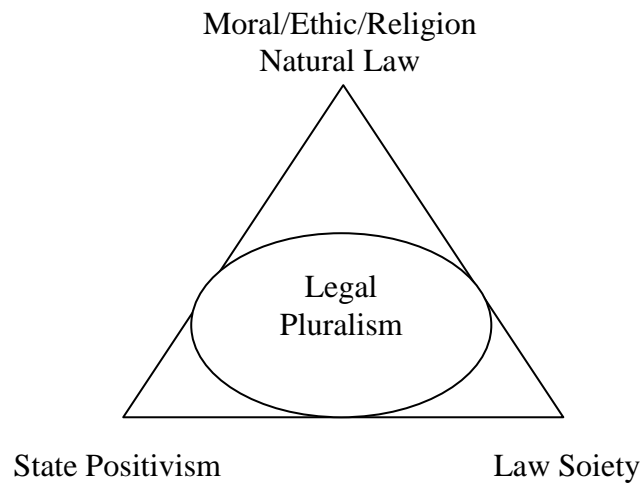 Moral/Ethic/Religion
Natural Law
Legal
Pluralism
State Positivism
Law Soiety